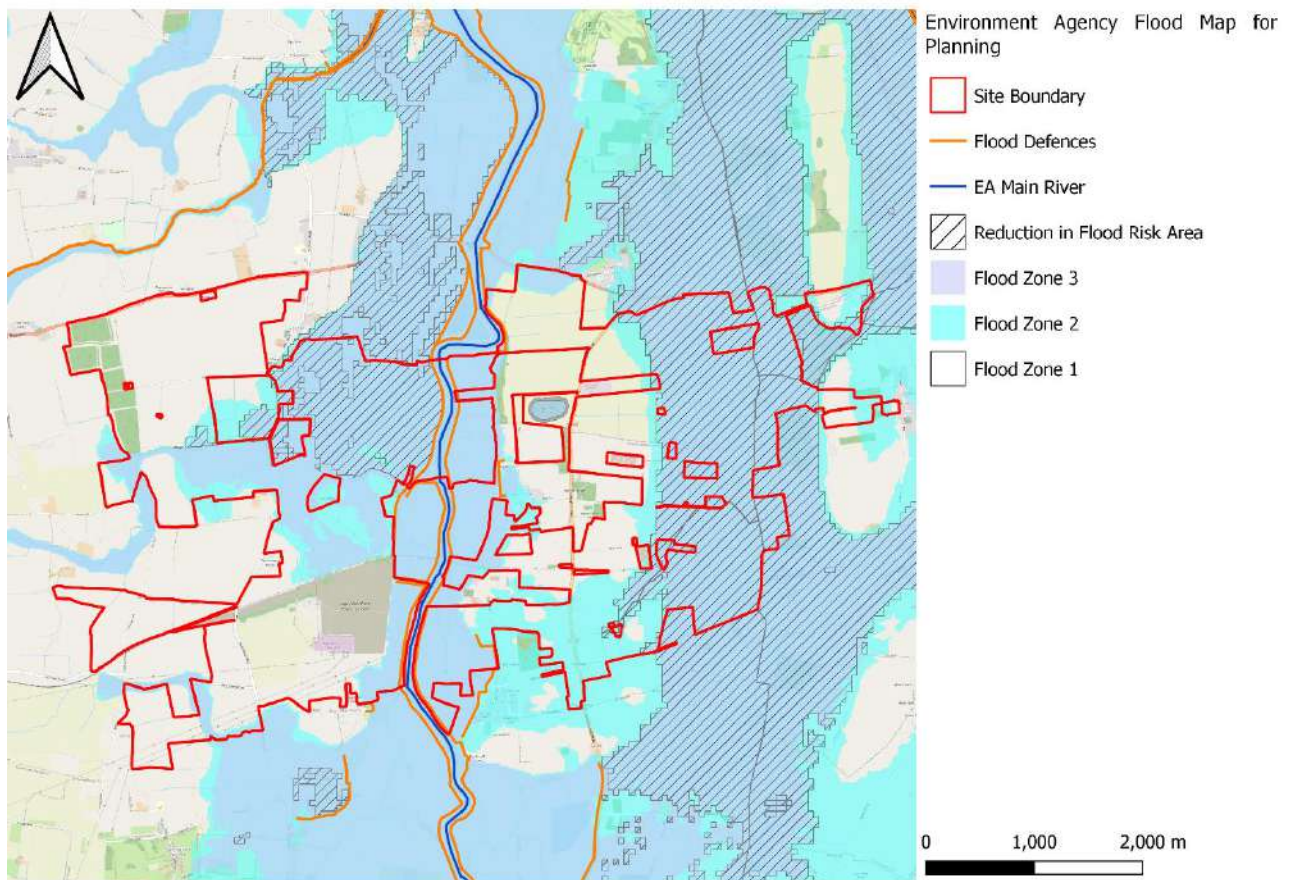 Environment Agency Flood Map for
Planning
Site Boundary
Flood Defences
EA Main River
Reduction in Flood Risk Area
Flood Zone 3
Flood Zone 2
Flood Zone 1
0 1,000 2,000 m